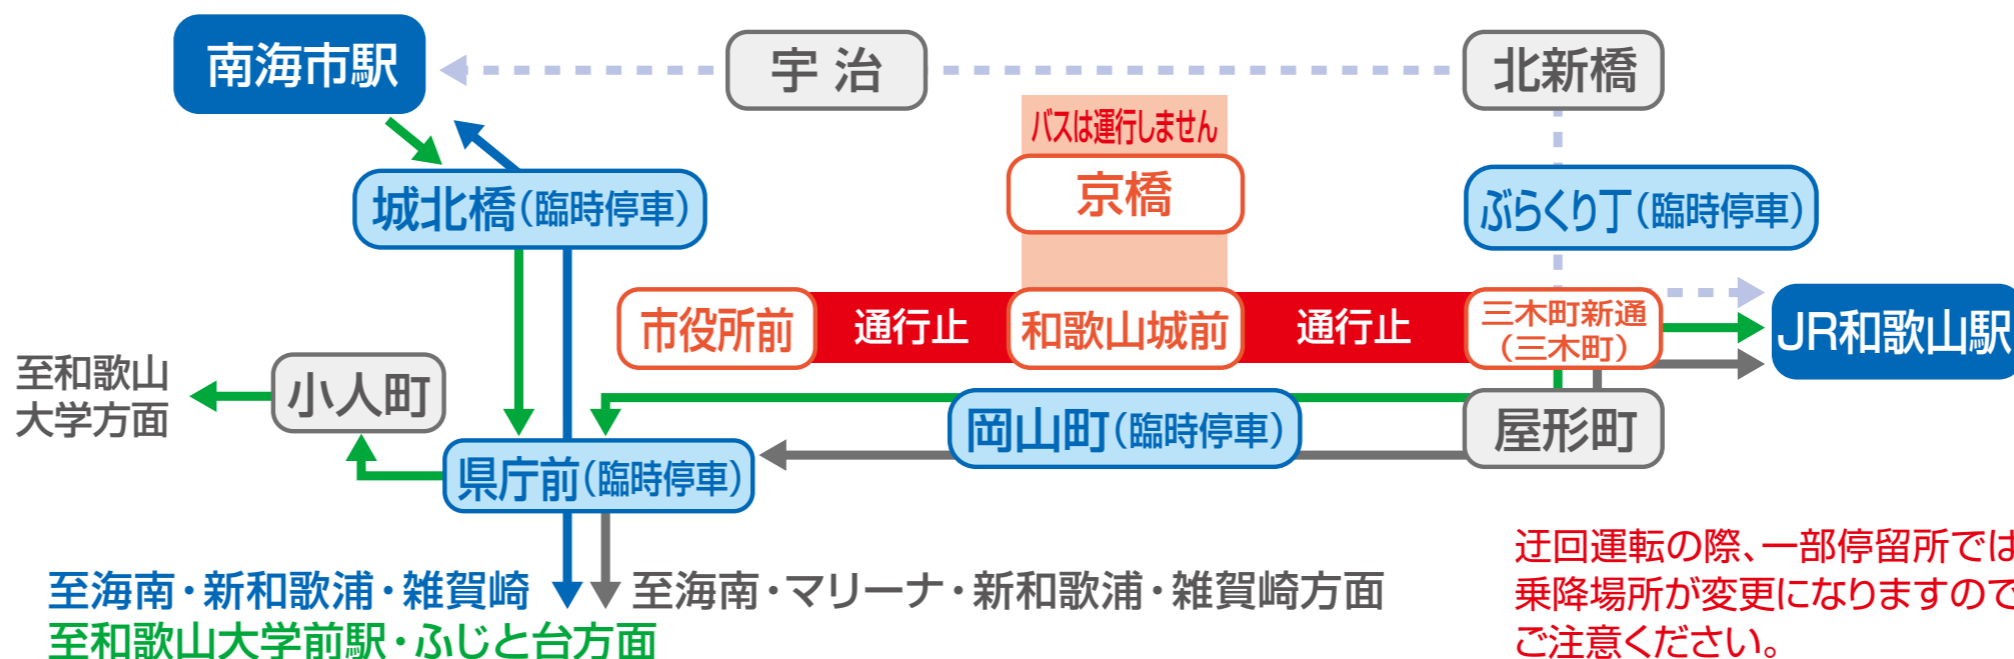 南海市駅
宇治
北新橋
バスは運行しません
京橋
城北橋(臨時停車)
ぶらくり丁(臨時停車)
市役所前
通行止
和歌山城前
通行止
三木町新通
(三木町)
JR和歌山駅
至和歌山
大学方面
小人町
岡山町(臨時停車)
屋形町
県庁前(臨時停車)
至海南・新和歌浦・雑賀崎
至海南・マリーナ・新和歌浦・雑賀崎方面
至和歌山大学前駅・ふじと台方面
迂回運転の際、一部停留所では
乗降場所が変更になりますので
ご注意ください。